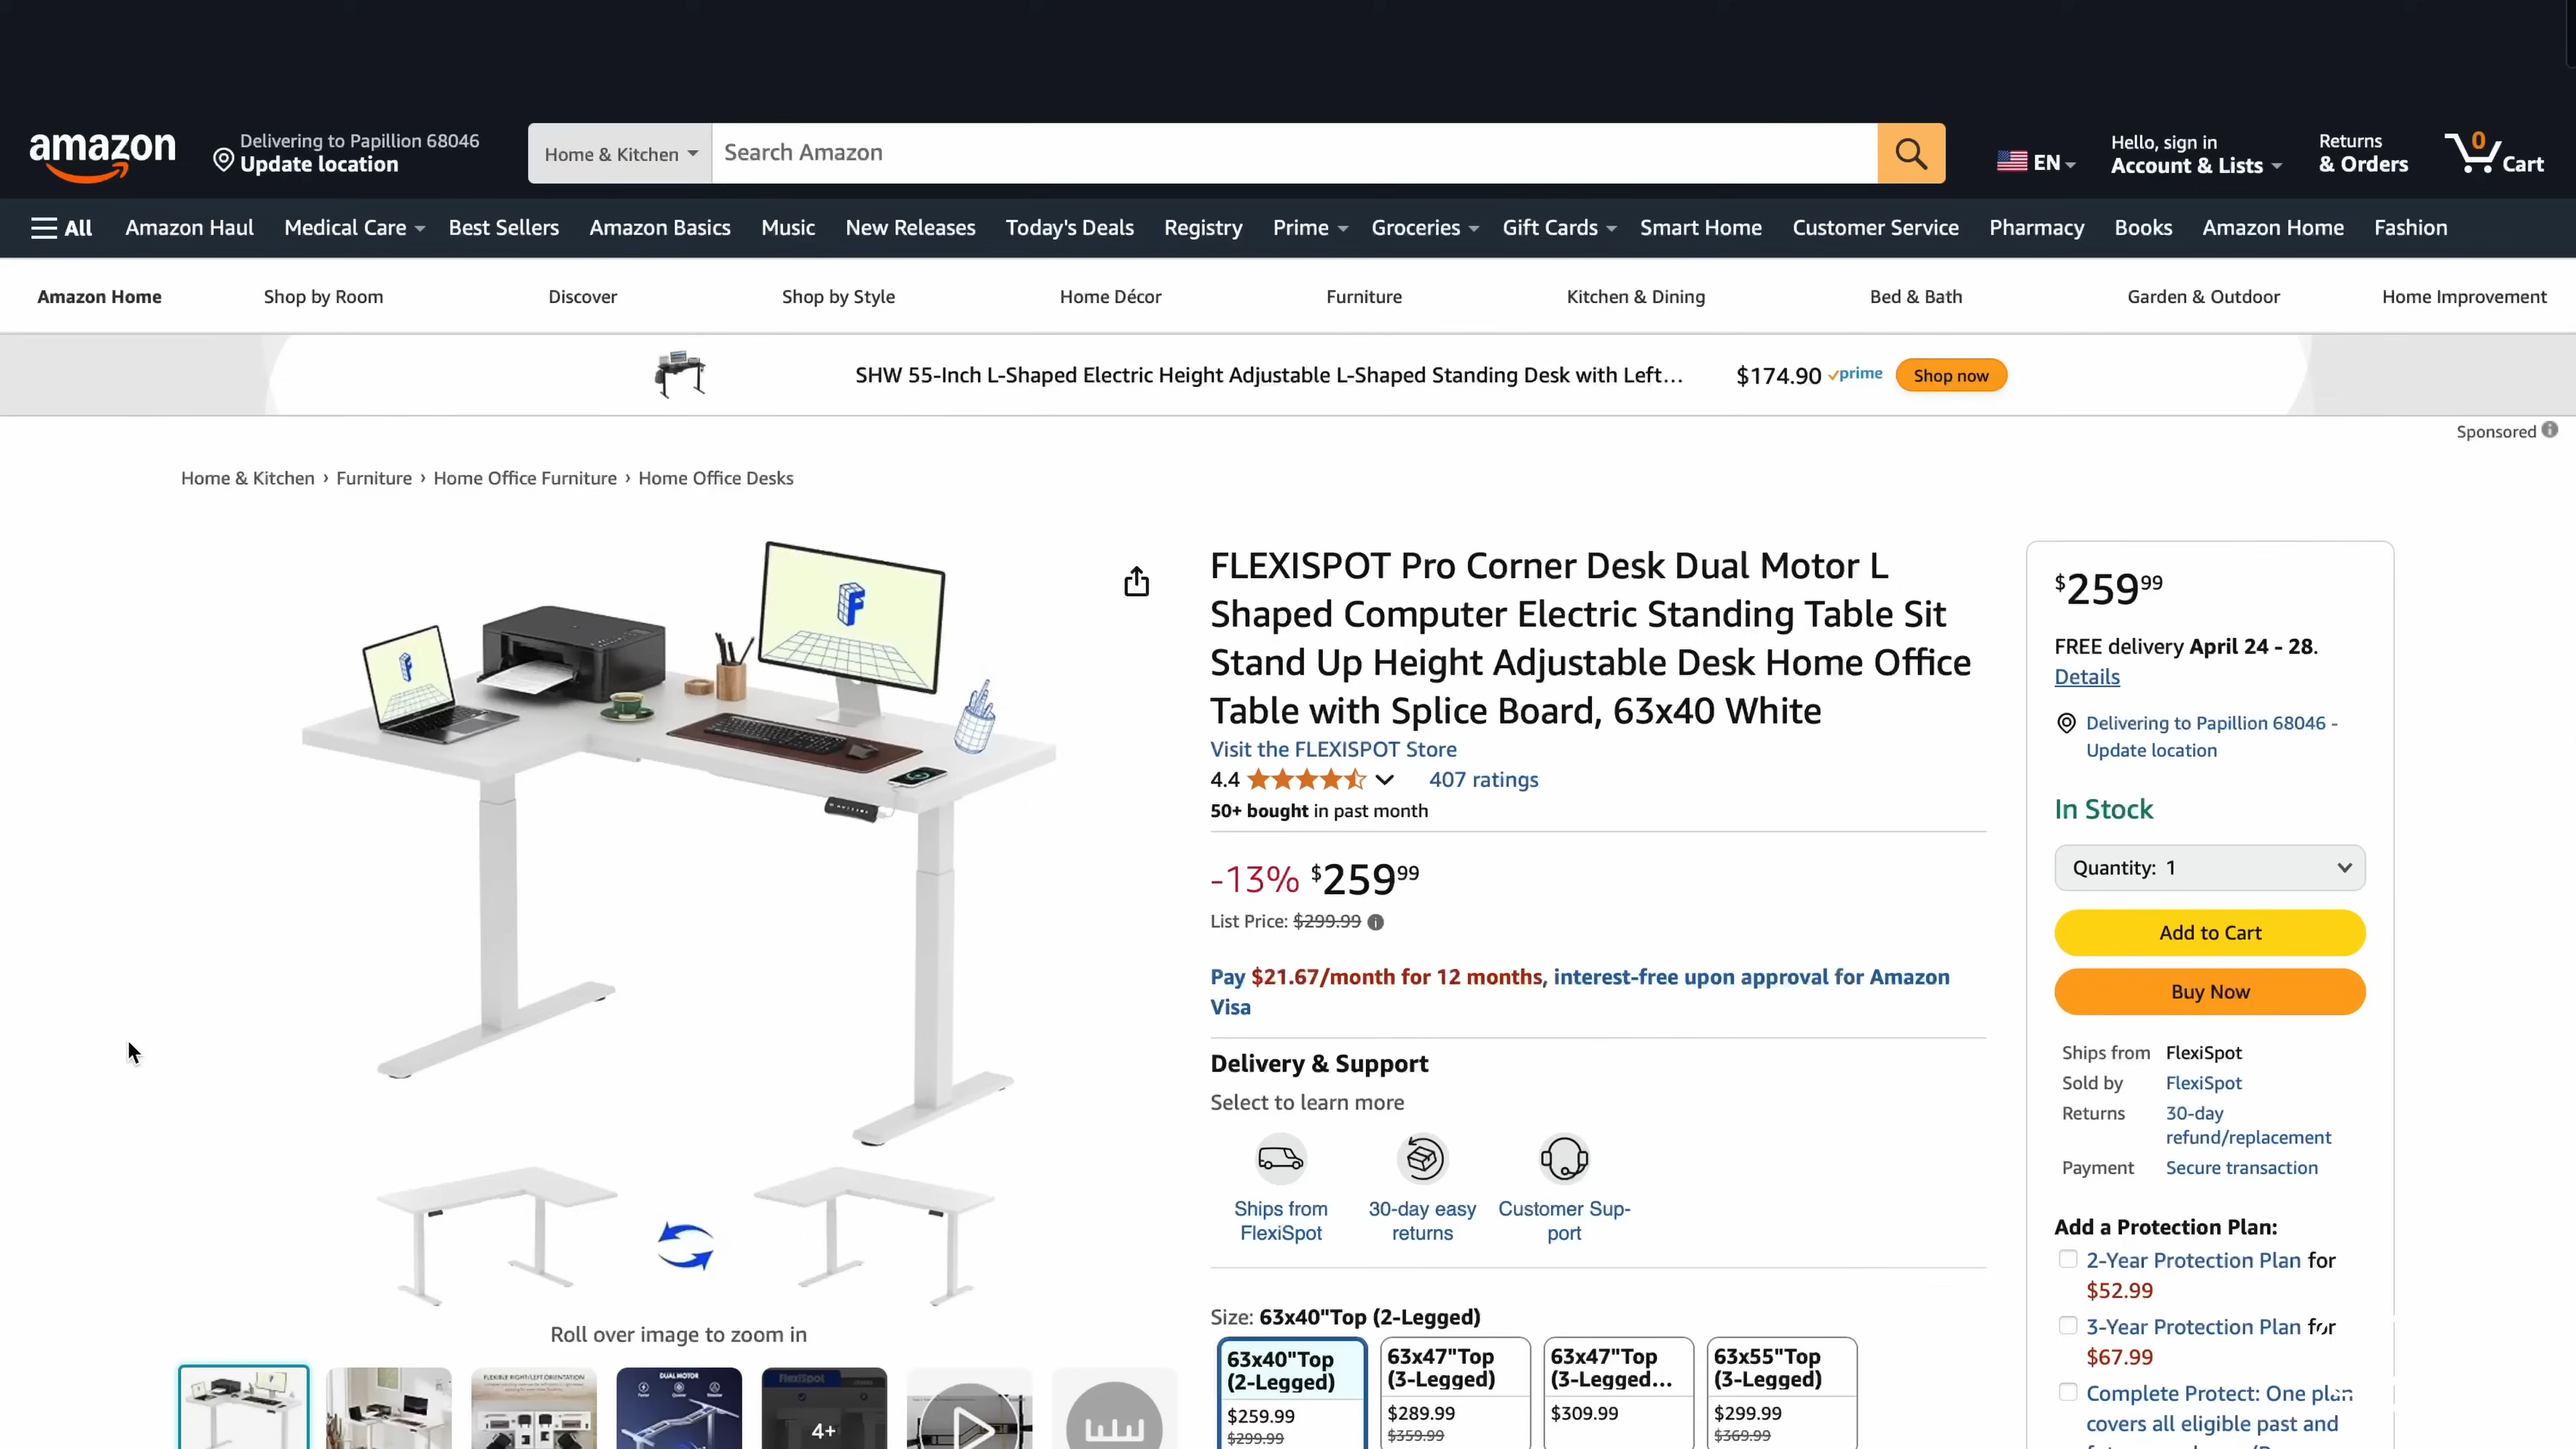 amazon
Delivering to Papillion 68046
Update location
Home & Kitchen
Search Amazon
EN
Hello, sign in
Account & Lists
Returns
& Orders
0
Cart
All
Amazon Haul
Medical Care
Best Sellers
Amazon Basics
Music
New Releases
Today's Deals
Registry
Prime
Groceries
Gift Cards
Smart Home
Customer Service
Pharmacy
Books
Amazon Home
Fashion
Amazon Home
Shop by Room
Discover
Shop by Style
Home Décor
Furniture
Kitchen & Dining
Bed & Bath
Garden & Outdoor
Home Improvement
SHW 55-Inch L-Shaped Electric Height Adjustable L-Shaped Standing Desk with Left…
$174.90
prime
Shop now
Sponsored
Home & Kitchen › Furniture › Home Office Furniture › Home Office Desks
Roll over image to zoom in
FLEXIBLE RIGHT/LEFT ORIENTATION
DUAL MOTOR
FlexiSpot
4+
FLEXISPOT Pro Corner Desk Dual Motor L
Shaped Computer Electric Standing Table Sit
Stand Up Height Adjustable Desk Home Office
Table with Splice Board, 63x40 White
Visit the FLEXISPOT Store
4.4
407 ratings
50+ bought in past month
-13% $259 99
List Price: $299.99
Pay $21.67/month for 12 months, interest-free upon approval for Amazon
Visa
Delivery & Support
Select to learn more
Ships from
FlexiSpot
30-day easy
returns
Customer Sup-
port
Size: 63x40"Top (2-Legged)
63x40"Top
(2-Legged)
$259.99
$299.99
63x47"Top
(3-Legged)
$289.99
$359.99
63x47"Top
(3-Legged...
$309.99
63x55"Top
(3-Legged)
$299.99
$369.99
$259 99
FREE delivery April 24 - 28.
Details
Delivering to Papillion 68046 -
Update location
In Stock
Quantity: 1
Add to Cart
Buy Now
Ships from FlexiSpot
Sold by FlexiSpot
Returns 30-day
refund/replacement
Payment Secure transaction
Add a Protection Plan:
2-Year Protection Plan for
$52.99
3-Year Protection Plan for
$67.99
Complete Protect: One plan
covers all eligible past and